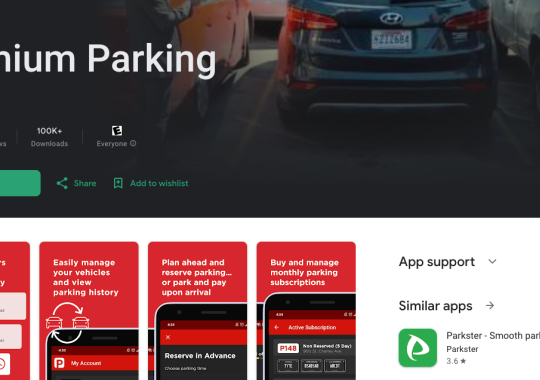 nium Parking
ws
100K+
Downloads
E
Everyone
Share
Add to wishlist
rs
y
Easily manage
your vehicles
and view
parking history
P
My Account
Plan ahead and
reserve parking...
or park and pay
upon arrival
Reserve in Advance
Choose parking time
Buy and manage
monthly parking
subscriptions
Active Subscription
P148
Non Reserved (5 Day)
App support
Similar apps
Parkster - Smooth park
Parkster
3.6